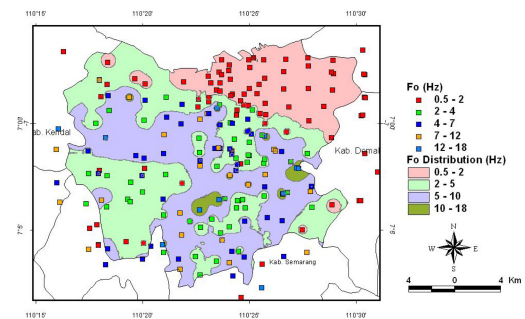 110°15' 110°20' 110°25' 110°30'
7°00'
7°00'
7°5'
7°5'
ab. Kendal
Kab. Demak
Kab. Semarang
110°15' 110°20' 110°25' 110°30'
Fo (Hz)
0.5 - 2
2 - 4
4 - 7
7 - 12
12 - 18
Fo Distribution (Hz)
0.5 - 2
2 - 5
5 - 10
10 - 18
N
W E
S
4 0 4 Km